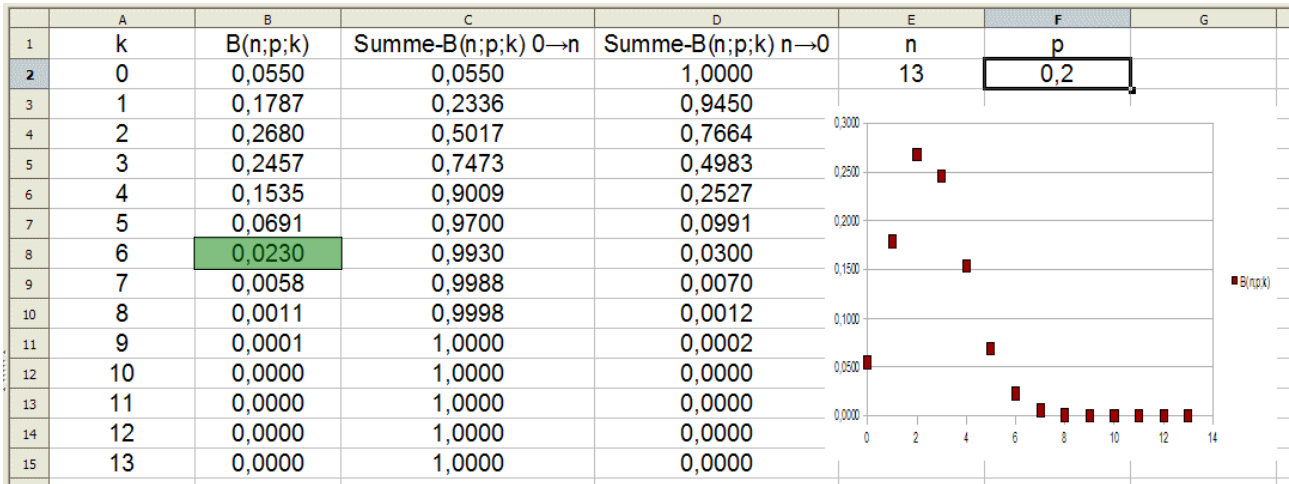 A B C D E F G
1 k B(n;p;k) Summe-B(n;p;k) 0→n Summe-B(n;p;k) n→0 n p
2 0 0,0550 0,0550 1,0000 13 0,2
3 1 0,1787 0,2336 0,9450
4 2 0,2680 0,5017 0,7664
5 3 0,2457 0,7473 0,4983
6 4 0,1535 0,9009 0,2527
7 5 0,0691 0,9700 0,0991
8 6 0,0230 0,9930 0,0300
9 7 0,0058 0,9988 0,0070
10 8 0,0011 0,9998 0,0012
11 9 0,0001 1,0000 0,0002
12 10 0,0000 1,0000 0,0000
13 11 0,0000 1,0000 0,0000
14 12 0,0000 1,0000 0,0000
15 13 0,0000 1,0000 0,0000
0,3000
0,2500
0,2000
0,1500
0,1000
0,0500
0,0000
0 2 4 6 8 10 12 14
B(n;p;k)